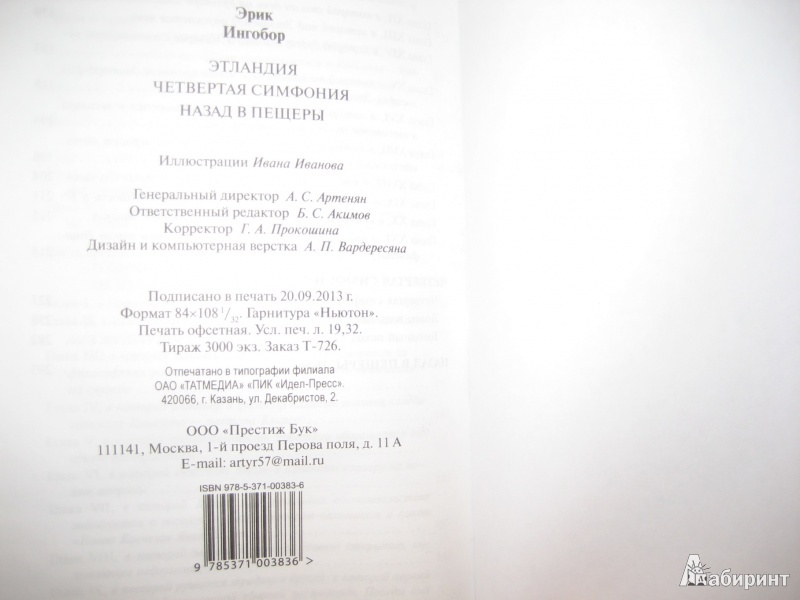 Эрик
Ингобор
ЭТЛАНДИЯ
ЧЕТВЕРТАЯ СИМФОНИЯ
НАЗАД В ПЕЩЕРЫ
Иллюстрации Ивана Иванова
Генеральный директор А. С. Артенян
Ответственный редактор Б. С. Акимов
Корректор Г. А. Прокошина
Дизайн и компьютерная верстка А. П. Вардересяна
Подписано в печать 20.09.2013 г.
Формат 84×108 1/32. Гарнитура «Ньютон».
Печать офсетная. Усл. печ. л. 19,32.
Тираж 3000 экз. Заказ Т-726.
Отпечатано в типографии филиала
ОАО «ТАТМЕДИА» «ПИК «Идел-Пресс».
420066, г. Казань, ул. Декабристов, 2.
ООО «Престиж Бук»
111141, Москва, 1-й проезд Перова поля, д. 11 А
E-mail: artyr57@mail.ru
ISBN 978-5-371-00383-6
9 785371 003836 >
Лабиринт